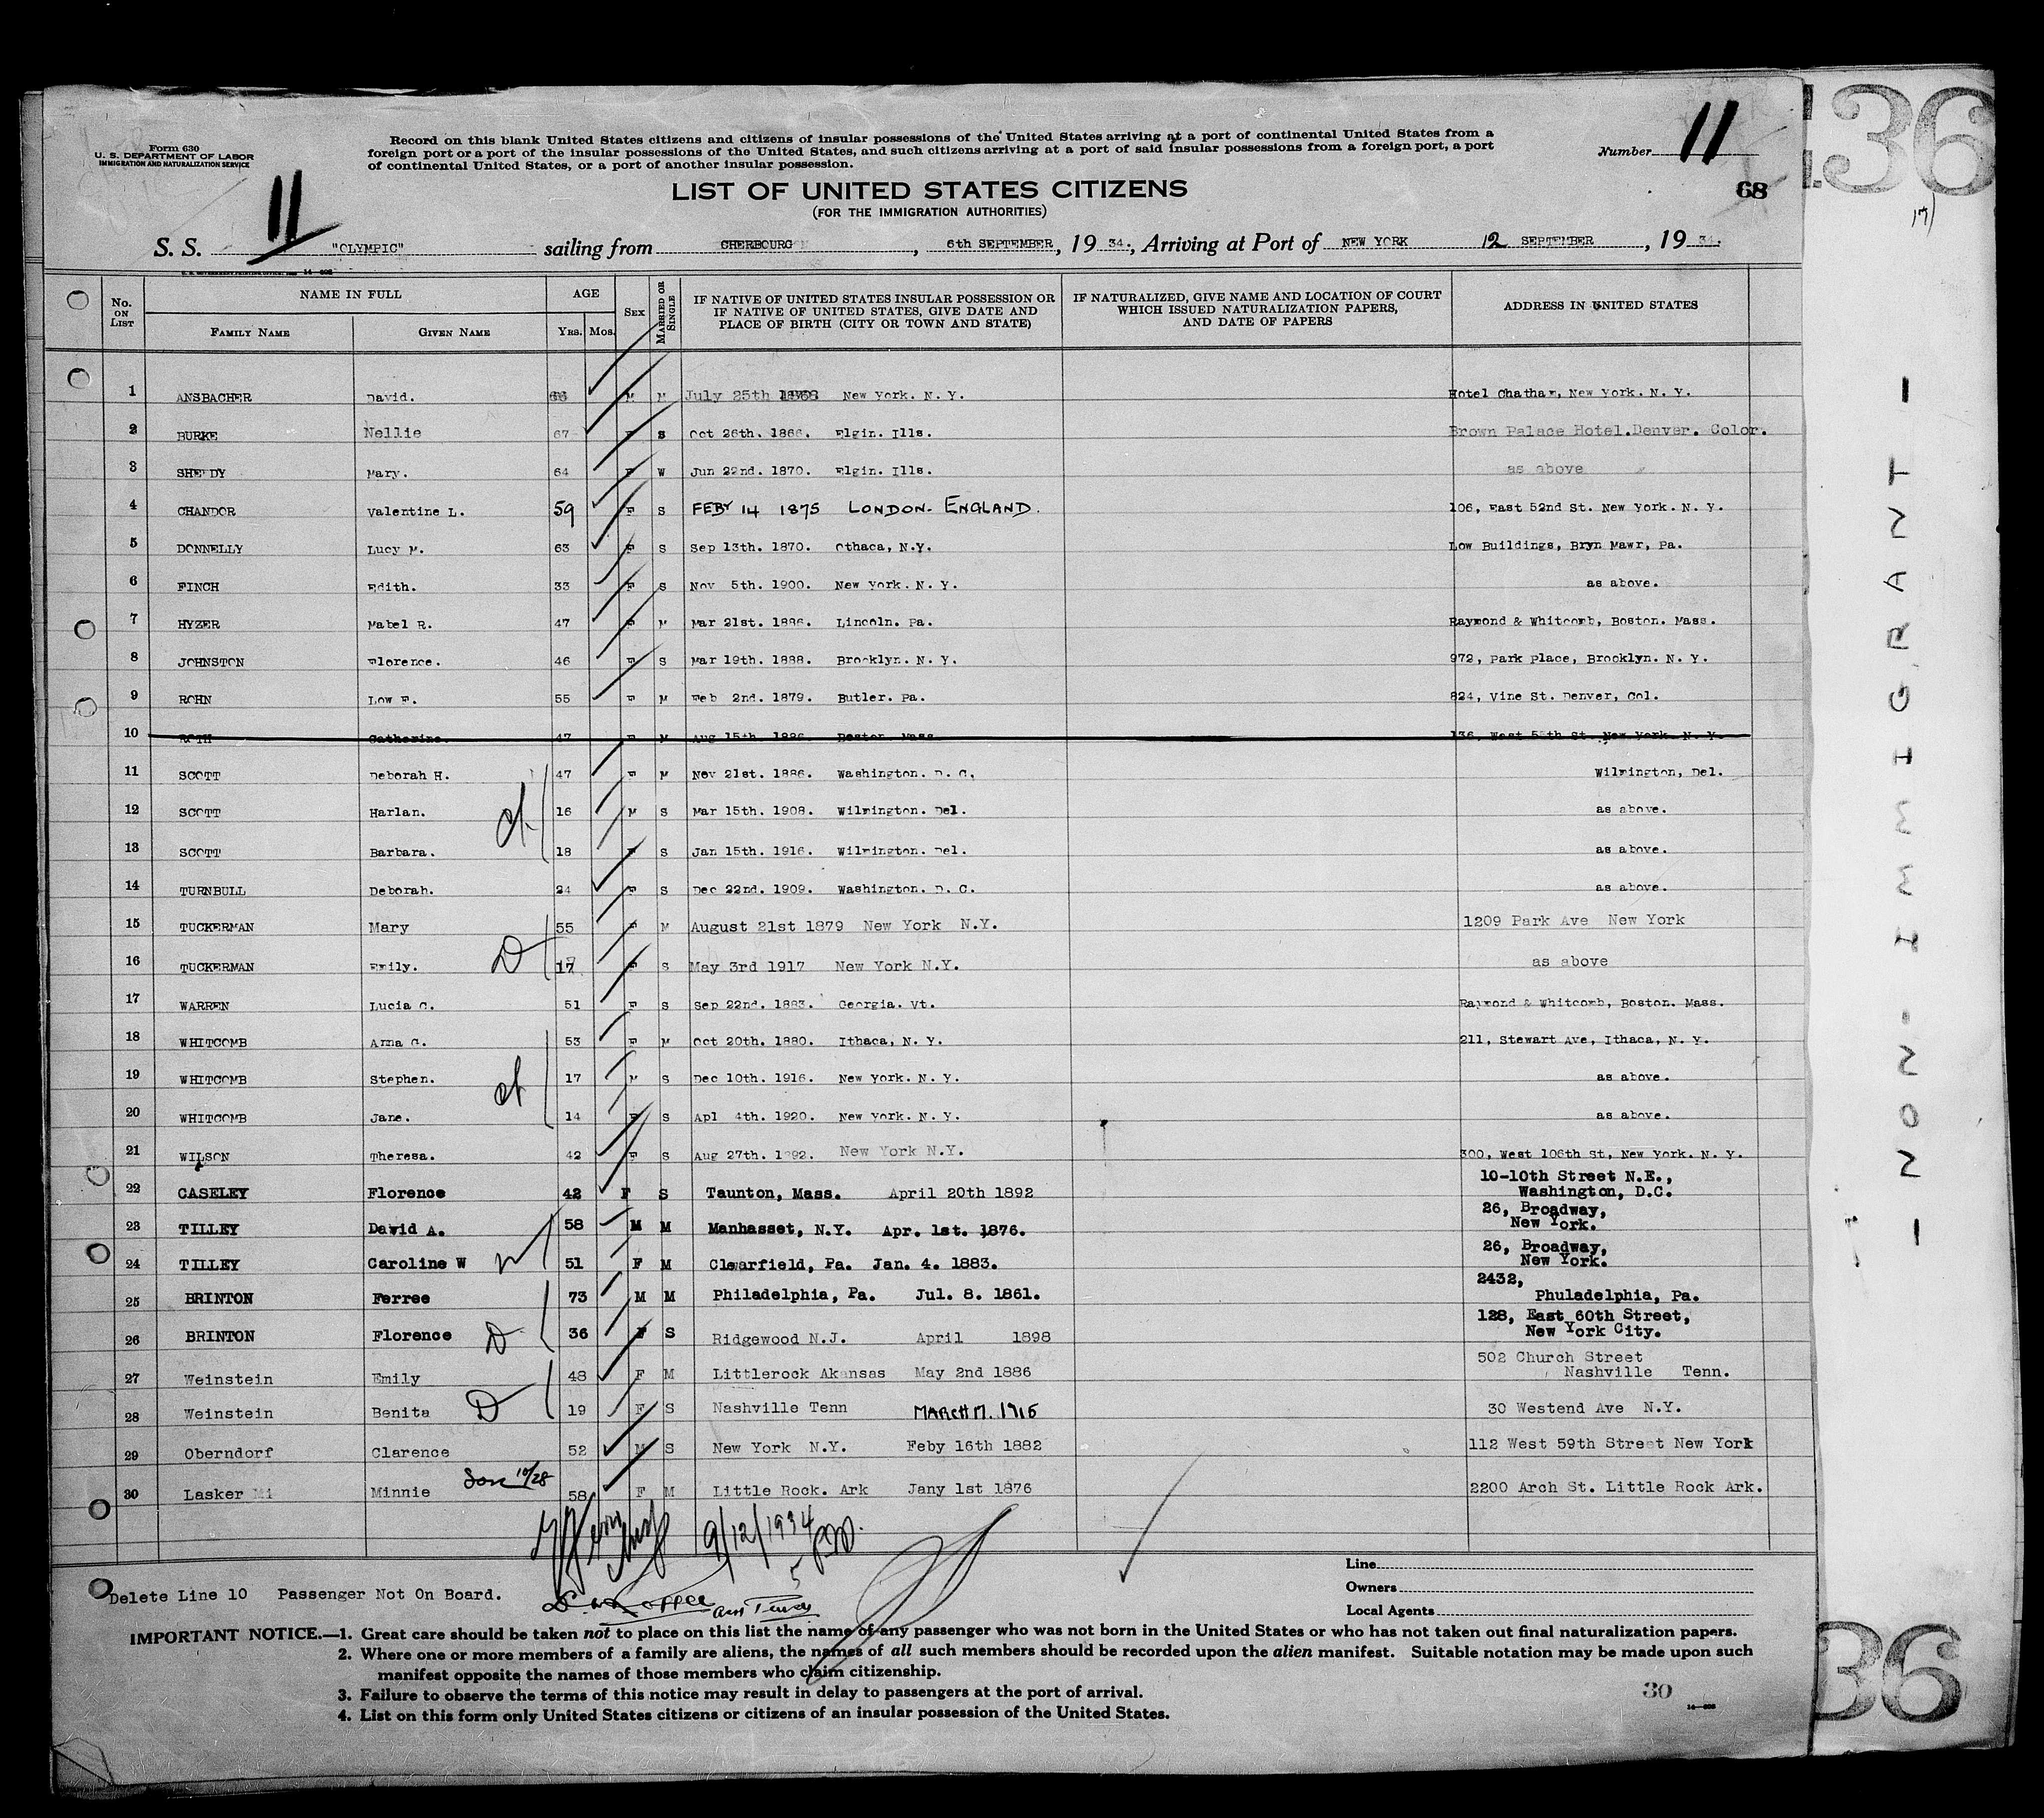 Form 630
U. S. DEPARTMENT OF LABOR
IMMIGRATION AND NATURALIZATION SERVICE
Record on this blank United States citizens and citizens of insular possessions of the United States arriving at a port of continental United States from a
foreign port or a port of the insular possessions of the United States, and such citizens arriving at a port of said insular possessions from a foreign port, a port
of continental United States, or a port of another insular possession.
Number 11
68
LIST OF UNITED STATES CITIZENS
(FOR THE IMMIGRATION AUTHORITIES)
11
S. S. "OLYMPIC" sailing from CHERBOURG, 6th SEPTEMBER, 1934., Arriving at Port of NEW YORK 12 SEPTEMBER, 1934.
No. ON LIST NAME IN FULL FAMILY NAME GIVEN NAME AGE YRS. MOS. SEX MARRIED OR SINGLE IF NATIVE OF UNITED STATES INSULAR POSSESSION OR IF NATIVE OF UNITED STATES, GIVE DATE AND PLACE OF BIRTH (CITY OR TOWN AND STATE) IF NATURALIZED, GIVE NAME AND LOCATION OF COURT WHICH ISSUED NATURALIZATION PAPERS, AND DATE OF PAPERS ADDRESS IN UNITED STATES
1 ANSBACHER David. M M July 25th New York. N. Y. Hotel Chatham, New York. N. Y.
2 BURKE Nellie 67 F S Oct 26th. 1866. Elgin. Ills. Brown Palace Hotel.Denver. Color.
3 SHEEDY Mary. 64 F W Jun 22nd. 1870. Elgin. Ills. as above
4 CHANDOR Valentine L. 59 F S FEBY 14 1875 LONDON- ENGLAND. 106, East 52nd St. New York. N. Y.
5 DONNELLY Lucy M. 63 F S Sep 13th. 1870. Othaca, N.Y. Low Buildings, Bryn Mawr, Pa.
6 FINCH Edith. 33 F S Nov 5th. 1900. New York. N. Y. as above.
7 HYZER Mabel R. 47 F M Mar 21st. 1886. Lincoln. Pa. Raymond & Whitcomb, Boston. Mass.
8 JOHNSTON Florence. 46 F S Mar 19th. 1888. Brooklyn. N. Y. 972, Park Place, Brooklyn. N. Y.
9 ROHN Low F. 55 F M Feb 2nd. 1879. Butler. Pa. 824, Vine St. Denver, Col.
10 ROTH Catherine. 47 F M Aug 15th. 1886. Boston. Mass. 136, West 55th St. New York. N. Y.
11 SCOTT Deborah H. 47 F M Nov 21st. 1886. Washington. D. C. Wilmington, Del.
12 SCOTT Harlan. 16 M S Mar 15th. 1908. Wilmington. Del. as above.
13 SCOTT Barbara. 18 F S Jan 15th. 1916. Wilmington. Del. as above.
14 TURNBULL Deborah. 24 F S Dec 22nd. 1909. Washington. D. C. as above.
15 TUCKERMAN Mary 55 F M August 21st 1879 New York N.Y. 1209 Park Ave New York
16 TUCKERMAN Emily. D 17 F S May 3rd 1917 New York N.Y. as above
17 WARREN Lucia C. 51 F S Sep 22nd. 1883. Georgia. Vt. Raymond & Whitcomb, Boston. Mass.
18 WHITCOMB Anna G. 53 F M Oct 20th. 1880. Ithaca, N. Y. 211, Stewart Ave, Ithaca, N. Y.
19 WHITCOMB Stephen. 17 M S Dec 10th. 1916. New York. N. Y. as above.
20 WHITCOMB Jane. 14 F S Apl 4th. 1920. New York. N. Y. as above.
21 WILSON Theresa. 42 F S Aug 27th. 1892. New York N.Y. 300, West 106th St, New York. N. Y.
22 CASELEY Florence 42 F S Taunton, Mass. April 20th 1892 10-10th Street N.E., Washington, D.C.
23 TILLEY David A. 58 M M Manhasset, N.Y. Apr. 1st. 1876. 26, Broadway, New York.
24 TILLEY Caroline W 51 F M Clearfield, Pa. Jan. 4. 1883. 26, Broadway, New York.
25 BRINTON Ferree 73 M M Philadelphia, Pa. Jul. 8. 1861. 2432, Phuladelphia, Pa.
26 BRINTON Florence D 36 F S Ridgewood N.J. April 1898 128, East 60th Street, New York City.
27 Weinstein Emily 48 F M Littlerock Akansas May 2nd 1886 502 Church Street Nashville Tenn.
28 Weinstein Benita D 19 F S Nashville Tenn MARCH 17. 1915 30 Westend Ave N.Y.
29 Oberndorf Clarence 52 M S New York N.Y. Feby 16th 1882 112 West 59th Street New York
30 Lasker Mi Minnie 58 F M Little Rock. Ark Jany 1st 1876 2200 Arch St. Little Rock Ark.
9/12/1934
Line
Owners
Local Agents
Delete Line 10 Passenger Not On Board.
IMPORTANT NOTICE.—1. Great care should be taken not to place on this list the name of any passenger who was not born in the United States or who has not taken out final naturalization papers.
2. Where one or more members of a family are aliens, the names of all such members should be recorded upon the alien manifest. Suitable notation may be made upon such
manifest opposite the names of those members who claim citizenship.
3. Failure to observe the terms of this notice may result in delay to passengers at the port of arrival.
4. List on this form only United States citizens or citizens of an insular possession of the United States.
30
36
- NON-IMMIGRANT -
36